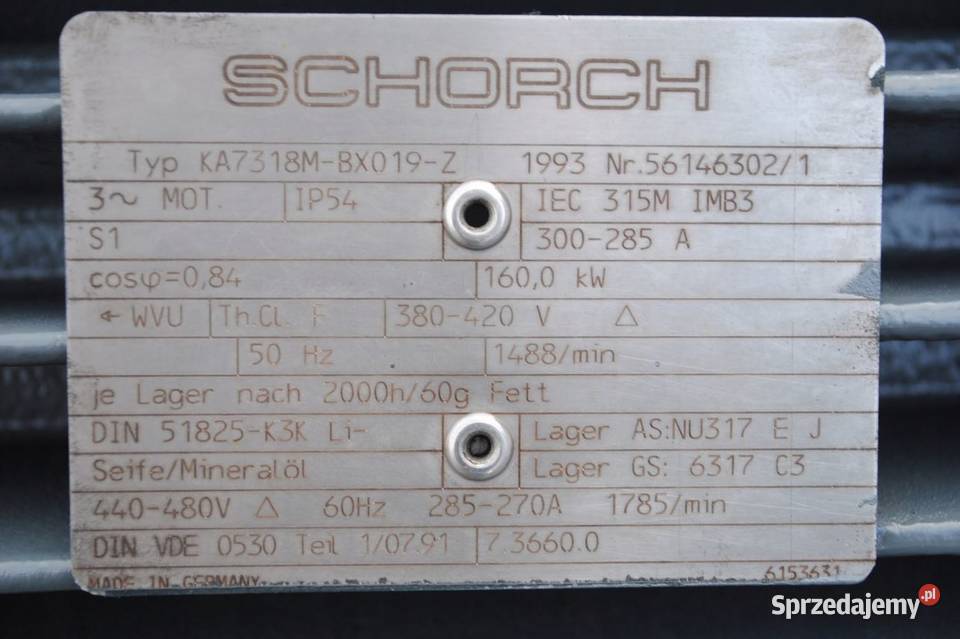 SCHORCH
Typ KA7318M-BX019-Z 1993 Nr.56146302/1
3~ MOT. IP54 IEC 315M IMB3
S1 300-285 A
cosφ=0,84 160,0 kW
← WVU Th.Cl. F 380-420 V △
50 Hz 1488/min
je Lager nach 2000h/60g Fett
DIN 51825-K3K Li- Lager AS:NU317 E J
Seife/Mineralöl Lager GS: 6317 C3
440-480V △ 60Hz 285-270A 1785/min
DIN VDE 0530 Teil 1/07.91 7.3660.0
MADE IN GERMANY 6153631
Sprzedajemy.pl